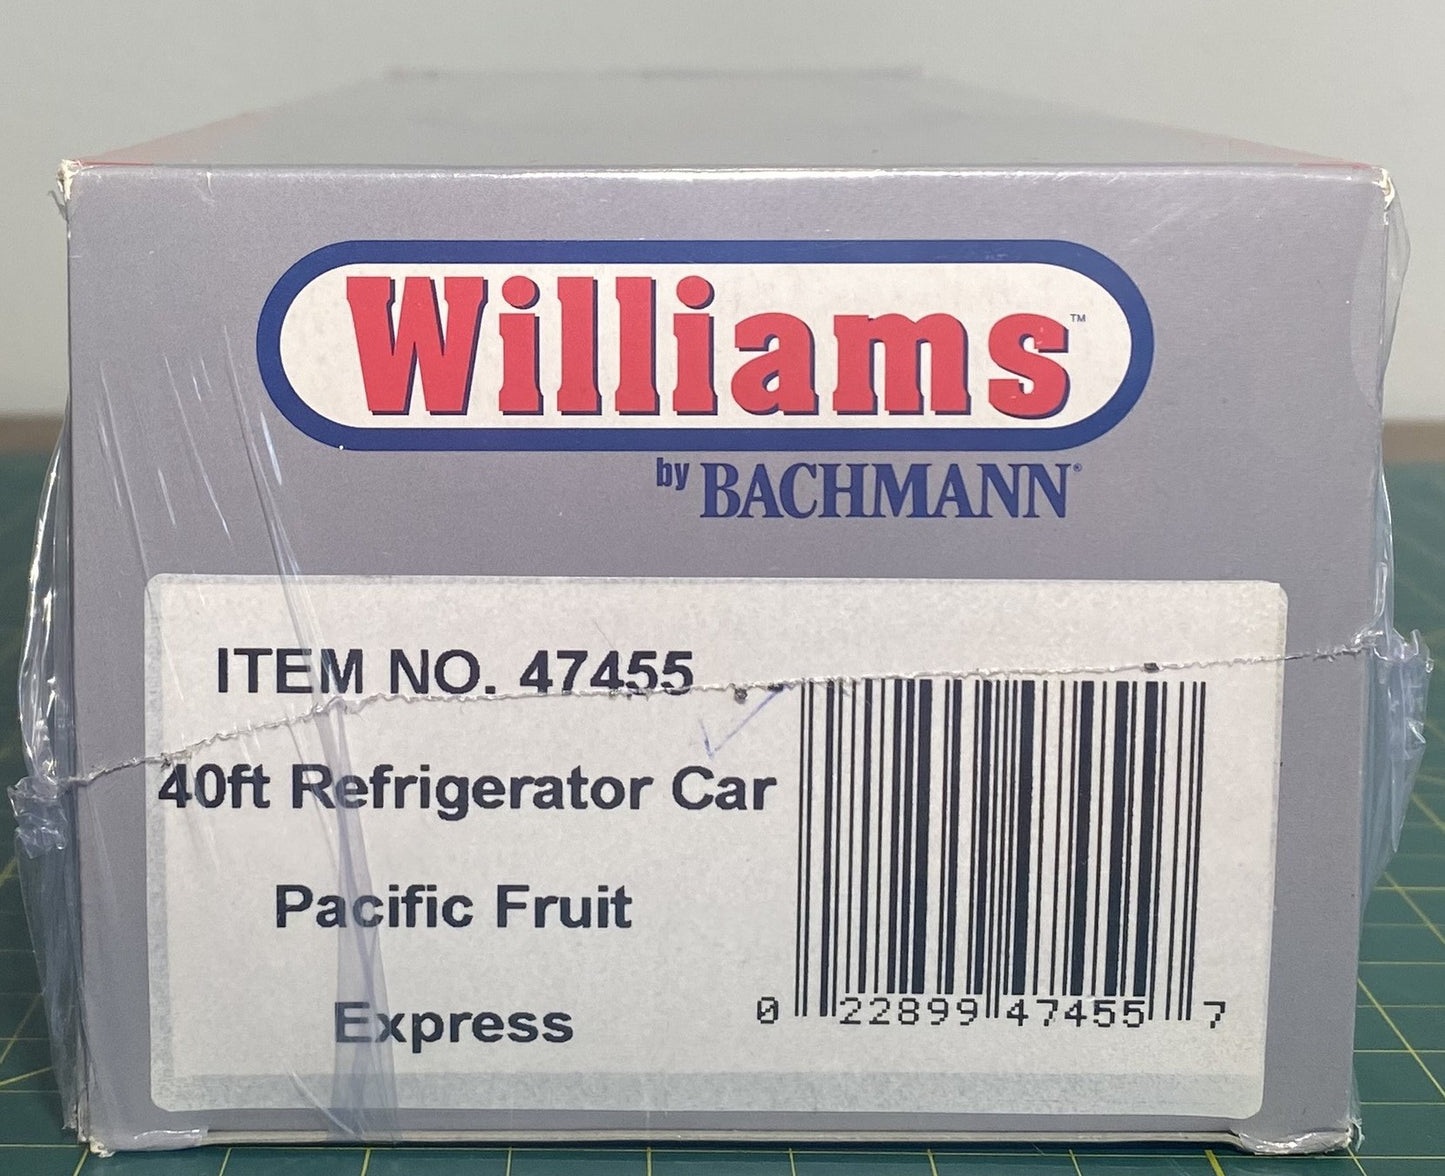 Williams™
by BACHMANN®
ITEM NO. 47455
40ft Refrigerator Car
Pacific Fruit
Express
0 22899 47455 7